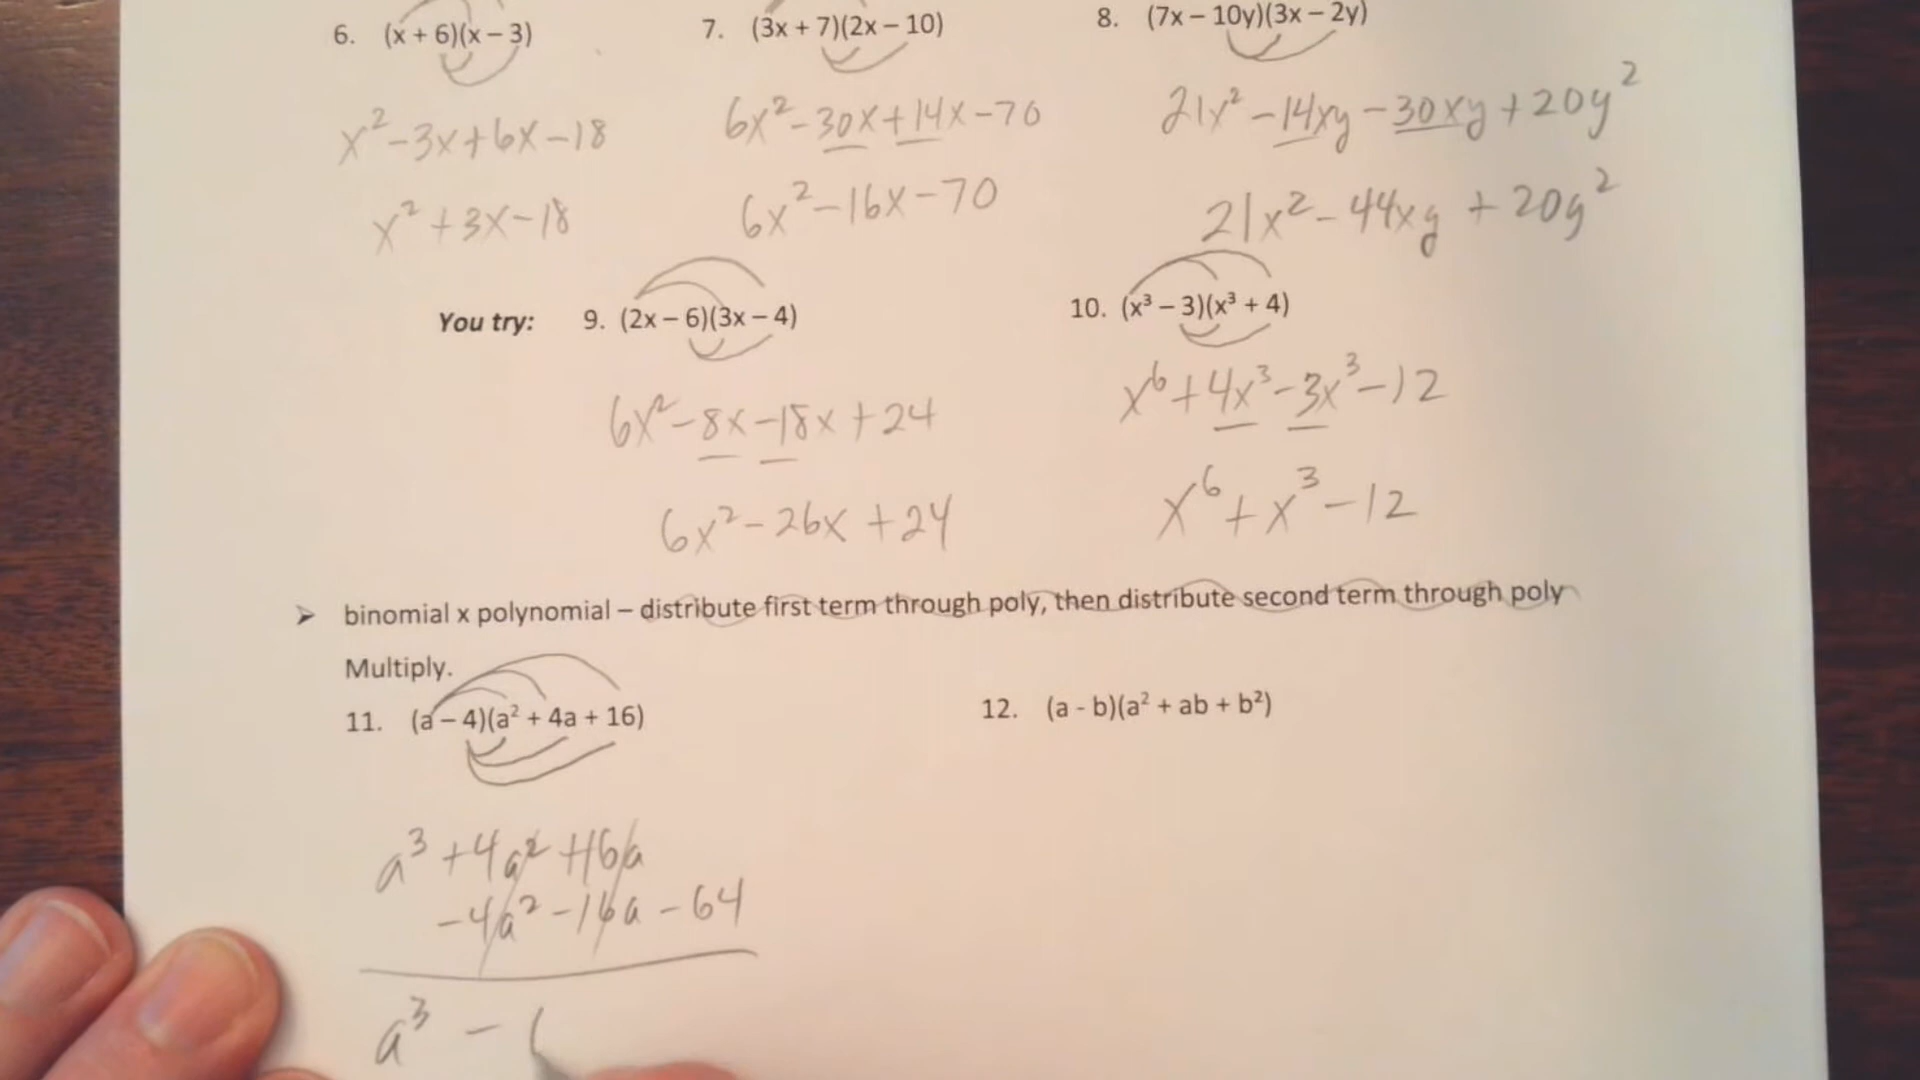 6. (x + 6)(x – 3)
7. (3x + 7)(2x – 10)
8. (7x – 10y)(3x – 2y)
x² - 3x + 6x - 18
6x² - 30x + 14x - 70
21x² - 14xy - 30xy + 20y²
x² + 3x - 18
6x² - 16x - 70
21x² - 44xy + 20y²
You try:
9. (2x – 6)(3x – 4)
10. (x³ – 3)(x³ + 4)
6x² - 8x - 18x + 24
x⁶ + 4x³ - 3x³ - 12
6x² - 26x + 24
x⁶ + x³ - 12
➢ binomial x polynomial – distribute first term through poly, then distribute second term through poly
Multiply.
11. (a – 4)(a² + 4a + 16)
12. (a - b)(a² + ab + b²)
a³ + 4a² + 16a
- 4a² - 16a - 64
a³ -